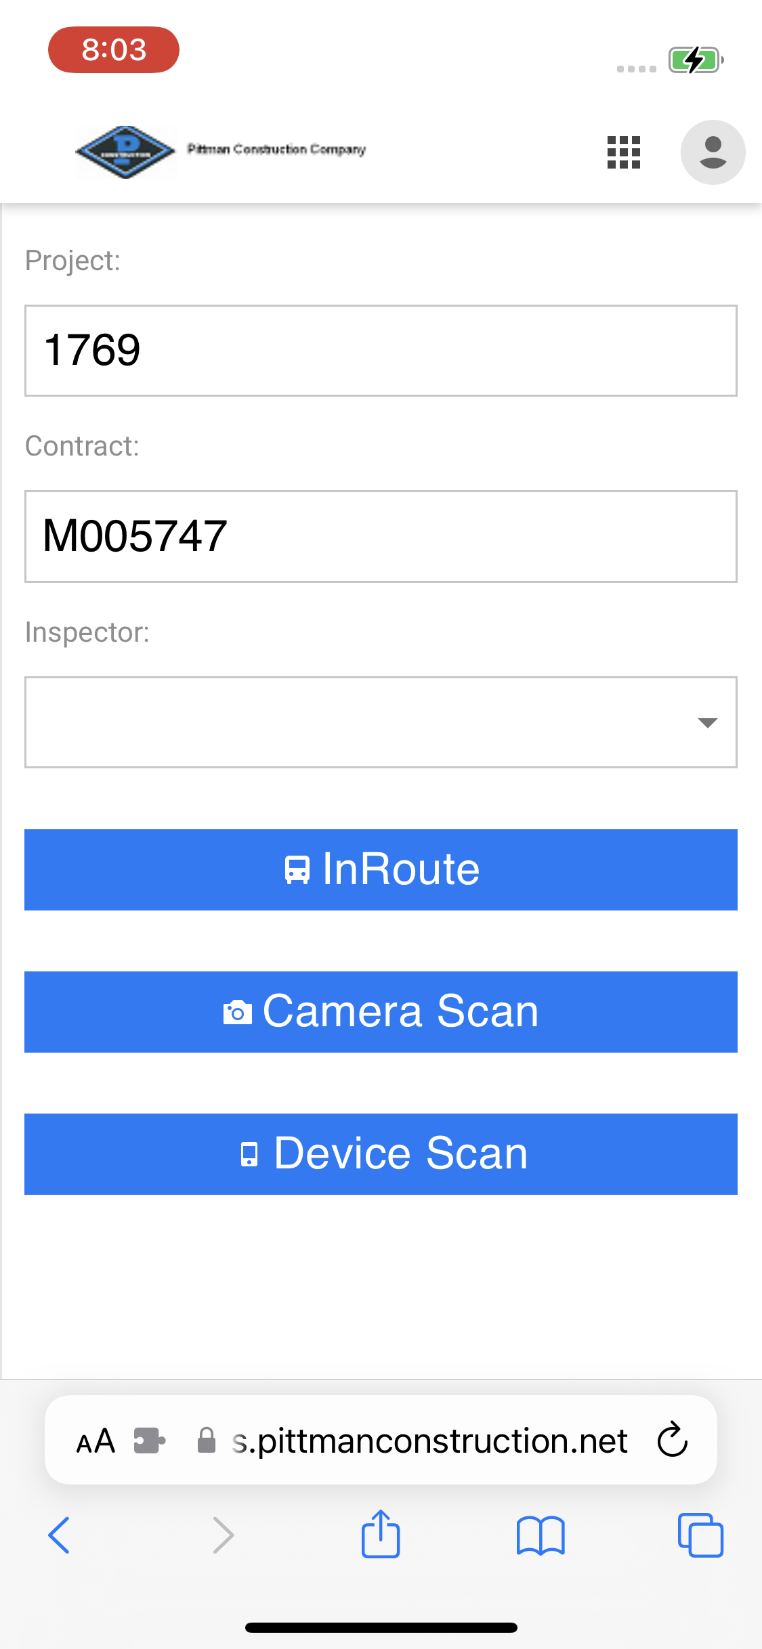 8:03
Pittman Construction Company
Project:
1769
Contract:
M005747
Inspector:
InRoute
Camera Scan
Device Scan
AA s.pittmanconstruction.net